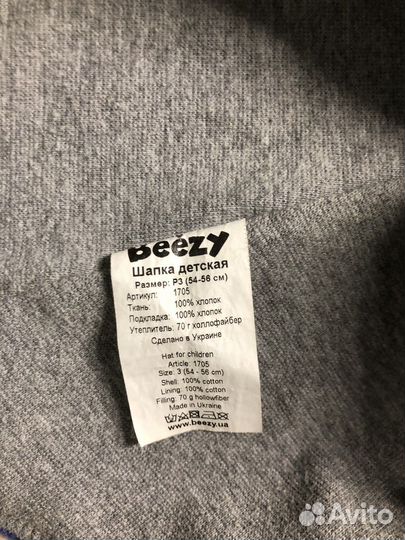 Beezy
Шапка детская
Размер: Р3 (54-56 см)
Артикул: 1705
Ткань: 100% хлопок
Подкладка: 100% хлопок
Утеплитель: 70 г холлофайбер
Сделано в Украине
Hat for children
Article: 1705
Size: 3 (54 - 56 cm)
Shell: 100% cotton
Lining: 100% cotton
Filling: 70 g hollowfiber
Made in Ukraine
www.beezy.ua
Avito